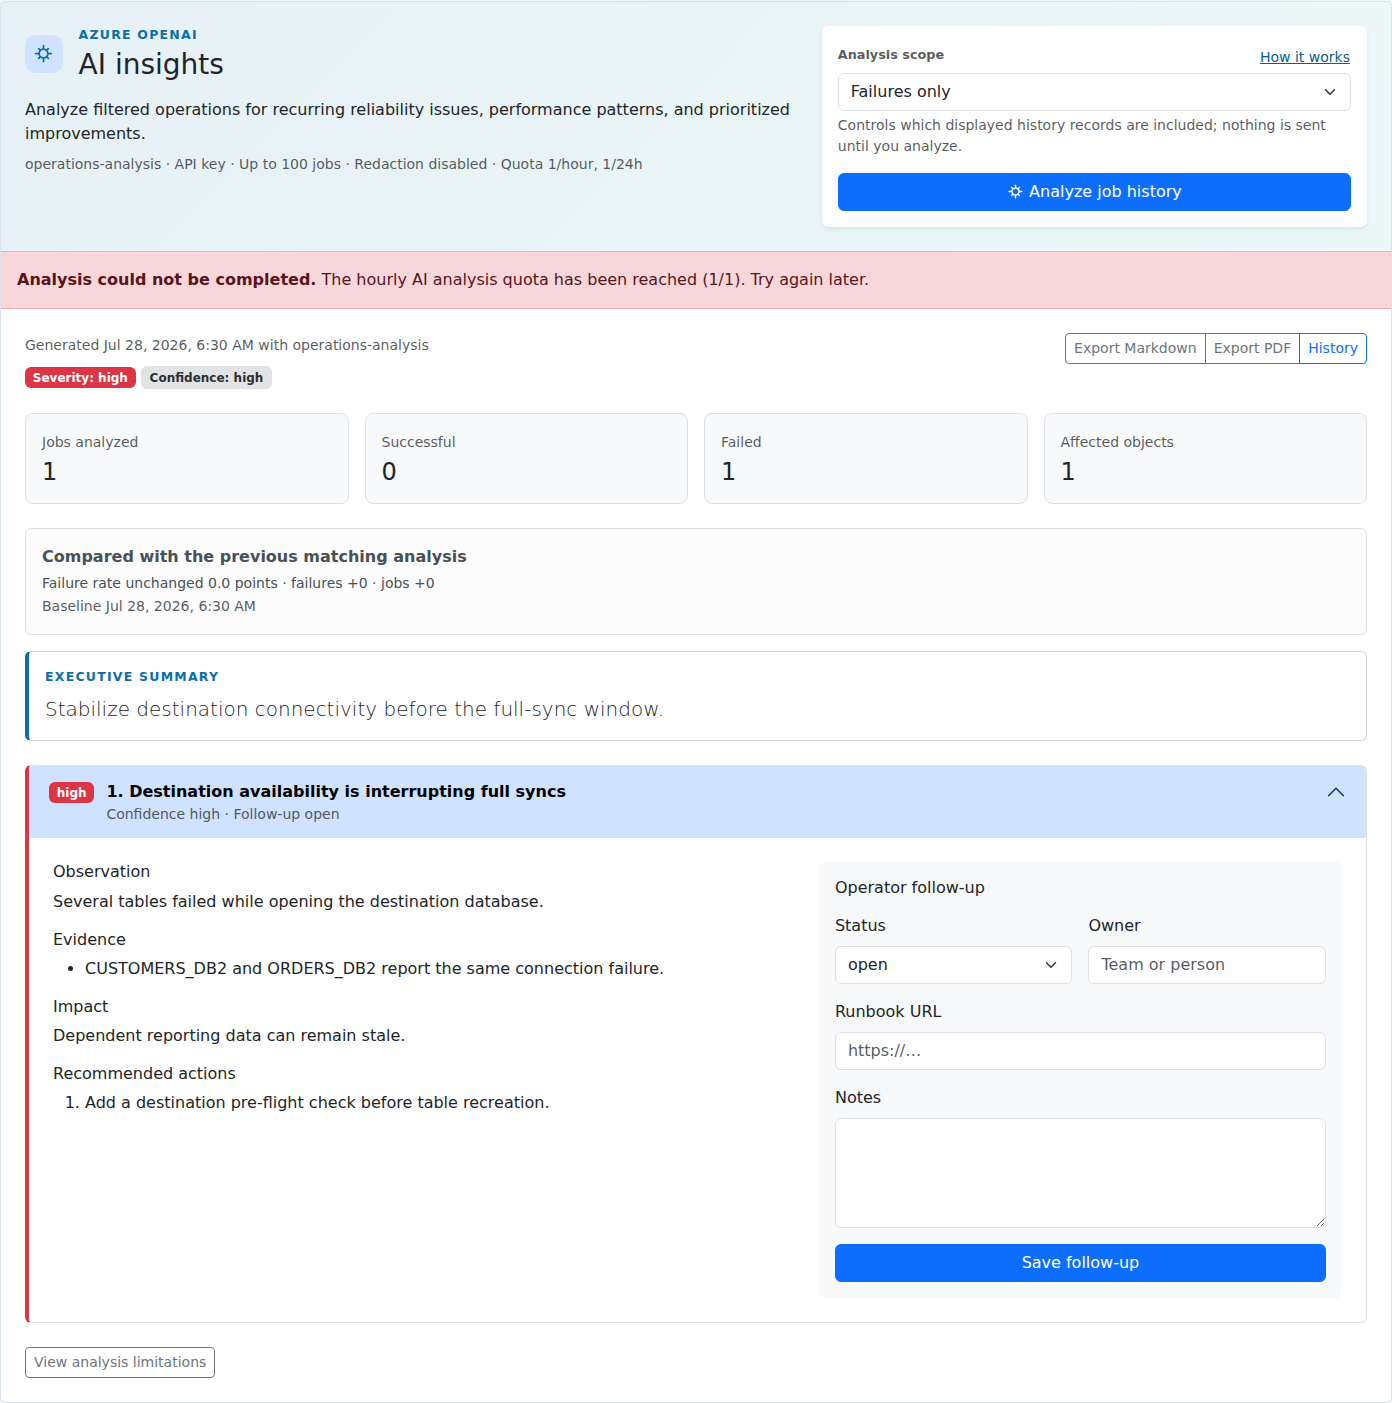 AZURE OPENAI
AI insights
Analyze filtered operations for recurring reliability issues, performance patterns, and prioritized
improvements.
operations-analysis · API key · Up to 100 jobs · Redaction disabled · Quota 1/hour, 1/24h
Analysis scope
How it works
Failures only
Controls which displayed history records are included; nothing is sent
until you analyze.
Analyze job history
Analysis could not be completed. The hourly AI analysis quota has been reached (1/1). Try again later.
Generated Jul 28, 2026, 6:30 AM with operations-analysis
Export Markdown
Export PDF
History
Severity: high
Confidence: high
Jobs analyzed
1
Successful
0
Failed
1
Affected objects
1
Compared with the previous matching analysis
Failure rate unchanged 0.0 points · failures +0 · jobs +0
Baseline Jul 28, 2026, 6:30 AM
EXECUTIVE SUMMARY
Stabilize destination connectivity before the full-sync window.
high
1. Destination availability is interrupting full syncs
Confidence high · Follow-up open
Observation
Several tables failed while opening the destination database.
Evidence
• CUSTOMERS_DB2 and ORDERS_DB2 report the same connection failure.
Impact
Dependent reporting data can remain stale.
Recommended actions
1. Add a destination pre-flight check before table recreation.
Operator follow-up
Status
Owner
open
Team or person
Runbook URL
https://...
Notes
Save follow-up
View analysis limitations